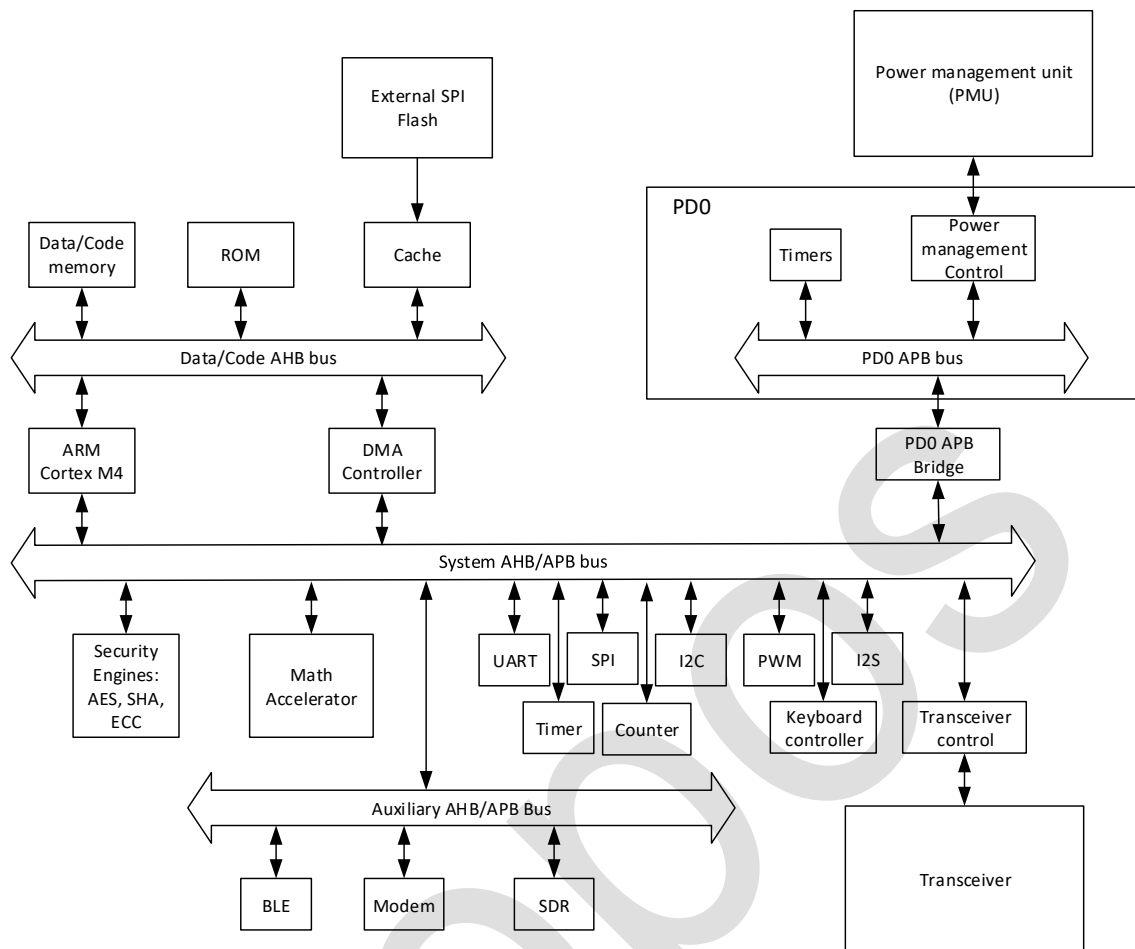 Power management unit
(PMU)
External SPI
Flash
PD0
Data/Code
memory
ROM
Cache
Timers
Power
management
Control
Data/Code AHB bus
PD0 APB bus
ARM
Cortex M4
DMA
Controller
PD0 APB
Bridge
System AHB/APB bus
Security
Engines:
AES, SHA,
ECC
Math
Accelerator
UART
SPI
I2C
PWM
I2S
Timer
Counter
Keyboard
controller
Transceiver
control
Auxiliary AHB/APB Bus
BLE
Modem
SDR
Transceiver